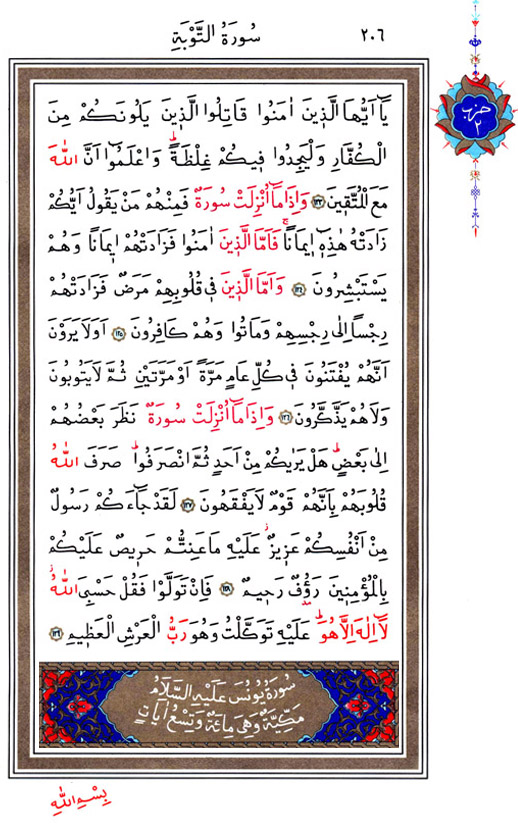 سُورَةُ التَّوْبَةِ ٢٠٦
حزب ٢
يَٓا اَيُّهَا الَّذ۪ينَ اٰمَنُوا قَاتِلُوا الَّذ۪ينَ يَلُونَكُمْ مِنَ
الْكُفَّارِ وَلْيَجِدُوا ف۪يكُمْ غِلْظَةًۜ وَاعْلَمُٓوا اَنَّ اللّٰهَ
مَعَ الْمُتَّق۪ينَ ﴿١٢٣﴾ وَاِذَا مَٓا اُنْزِلَتْ سُورَةٌ فَمِنْهُمْ مَنْ يَقُولُ اَيُّكُمْ
زَادَتْهُ هٰذِه۪ٓ ا۪يمَانًاۚ فَاَمَّا الَّذ۪ينَ اٰمَنُوا فَزَادَتْهُمْ ا۪يمَانًا وَهُمْ
يَسْتَبْشِرُونَ ﴿١٢٤﴾ وَاَمَّا الَّذ۪ينَ ف۪ي قُلُوبِهِمْ مَرَضٌ فَزَادَتْهُمْ
رِجْسًا اِلٰى رِجْسِهِمْ وَمَاتُوا وَهُمْ كَافِرُونَ ﴿١٢٥﴾ اَوَلَا يَرَوْنَ
اَنَّهُمْ يُفْتَنُونَ ف۪ي كُلِّ عَامٍ مَرَّةً اَوْ مَرَّتَيْنِ ثُمَّ لَا يَتُوبُونَ
وَلَا هُمْ يَذَّكَّرُونَ ﴿١٢٦﴾ وَاِذَا مَٓا اُنْزِلَتْ سُورَةٌ نَظَرَ بَعْضُهُمْ
اِلٰى بَعْضٍۜ هَلْ يَرٰيكُمْ مِنْ اَحَدٍ ثُمَّ انْصَرَفُواۜ صَرَفَ اللّٰهُ
قُلُوبَهُمْ بِاَنَّهُمْ قَوْمٌ لَا يَفْقَهُونَ ﴿١٢٧﴾ لَقَدْ جَٓاءَكُمْ رَسُولٌ
مِنْ اَنْفُسِكُمْ عَز۪يزٌ عَلَيْهِ مَا عَنِتُّمْ حَر۪يصٌ عَلَيْكُمْ
بِالْمُؤْمِن۪ينَ رَؤُ۫فٌ رَح۪يمٌ ﴿١٢٨﴾ فَاِنْ تَوَلَّوْا فَقُلْ حَسْبِيَ اللّٰهُۘ
لَٓا اِلٰهَ اِلَّا هُوَۜ عَلَيْهِ تَوَكَّلْتُ وَهُوَ رَبُّ الْعَرْشِ الْعَظ۪يمِ ﴿١٢٩﴾
سُورَةُ يُونُسَ عَلَيْهِ السَّلَامُ
مَكِّيَّةٌ وَهِيَ مِائَةٌ وَتِسْعُ اٰيَاتٍ
بِسْمِ اللّٰهِ